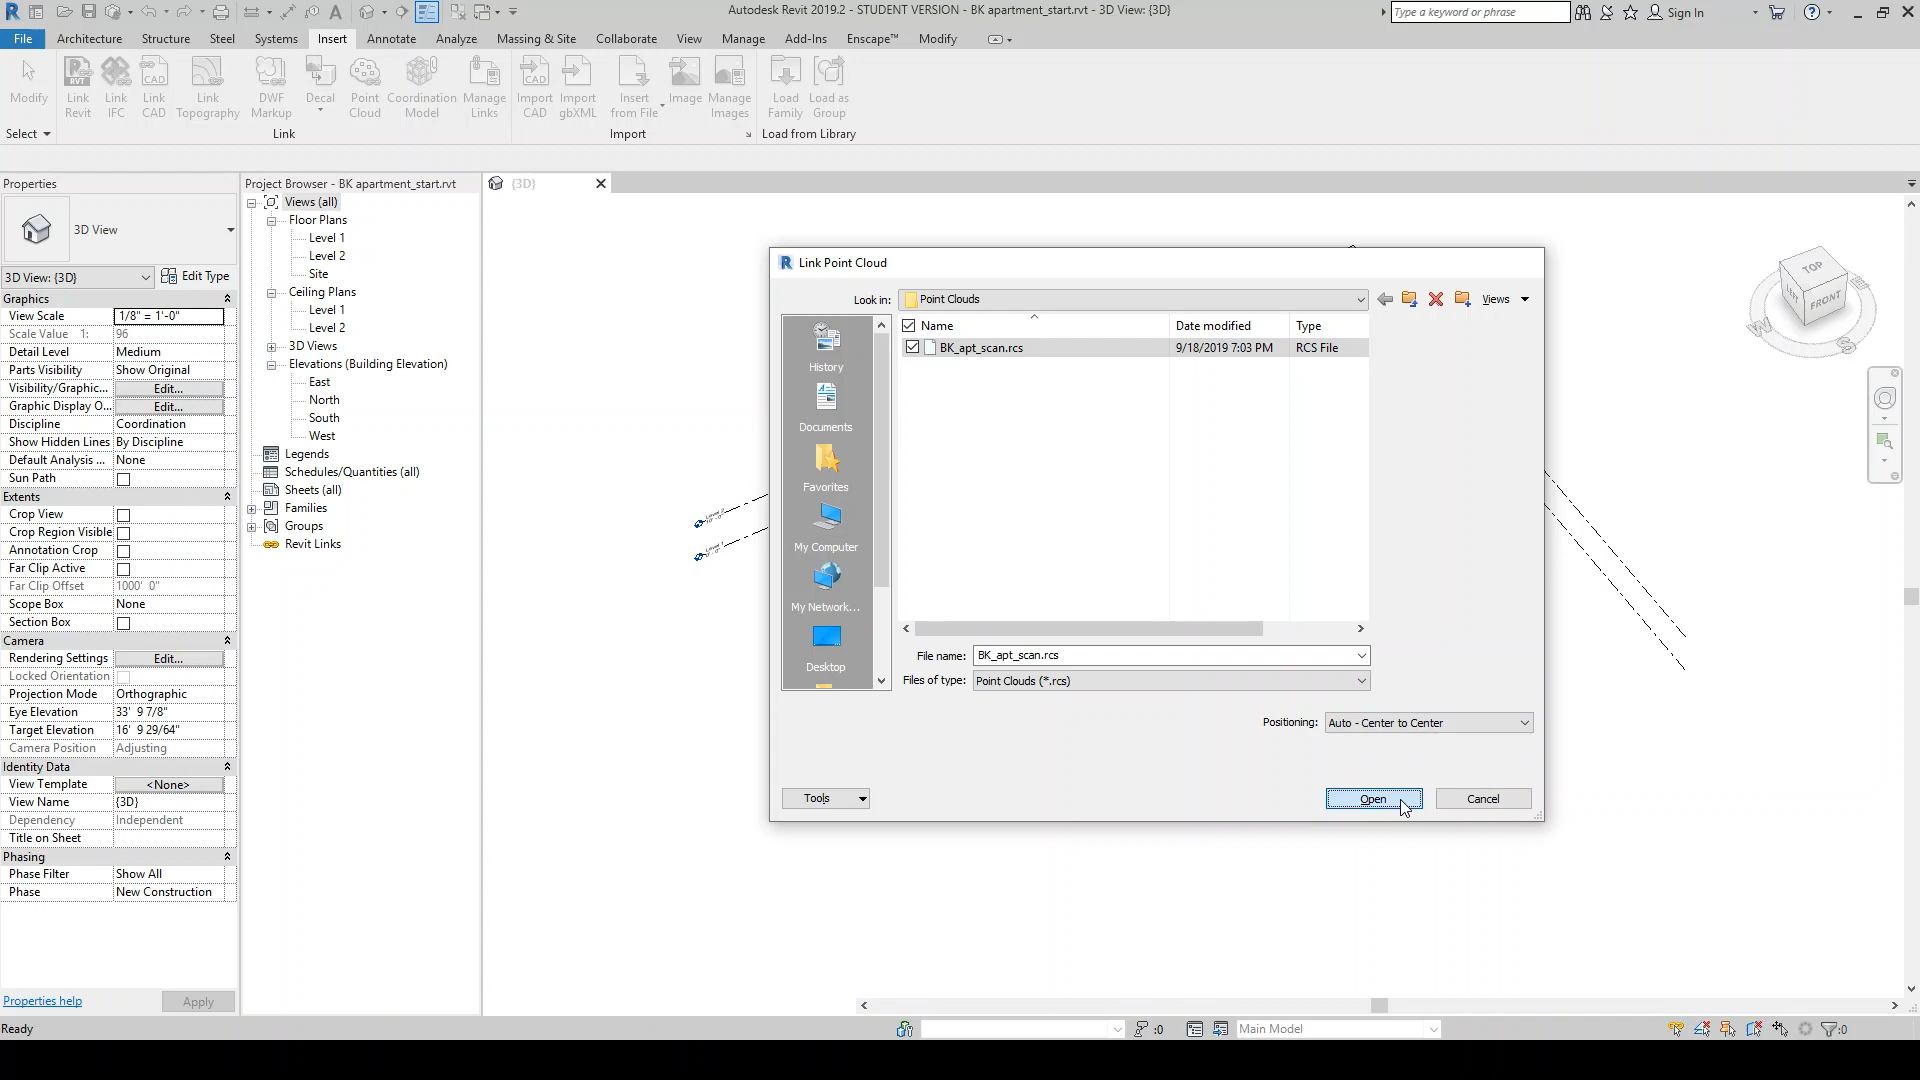 Autodesk Revit 2019.2 - STUDENT VERSION - BK apartment_start.rvt - 3D View: {3D}
Type a keyword or phrase
Sign In
File Architecture Structure Steel Systems Insert Annotate Analyze Massing & Site Collaborate View Manage Add-Ins Enscape™ Modify
Modify
Link Revit
Link IFC
Link CAD
Link Topography
DWF Markup
Decal
Point Cloud
Coordination Model
Manage Links
Import CAD
Import gbXML
Insert from File
Image
Manage Images
Load Family
Load as Group
Select
Link
Import
Load from Library
Properties
3D View
3D View: {3D}
Edit Type
Graphics
View Scale 1/8" = 1'-0"
Scale Value 1: 96
Detail Level Medium
Parts Visibility Show Original
Visibility/Graphic... Edit...
Graphic Display O... Edit...
Discipline Coordination
Show Hidden Lines By Discipline
Default Analysis ... None
Sun Path
Extents
Crop View
Crop Region Visible
Annotation Crop
Far Clip Active
Far Clip Offset 1000' 0"
Scope Box None
Section Box
Camera
Rendering Settings Edit...
Locked Orientation
Projection Mode Orthographic
Eye Elevation 33' 9 7/8"
Target Elevation 16' 9 29/64"
Camera Position Adjusting
Identity Data
View Template <None>
View Name {3D}
Dependency Independent
Title on Sheet
Phasing
Phase Filter Show All
Phase New Construction
Properties help
Apply
Project Browser - BK apartment_start.rvt
Views (all)
Floor Plans
Level 1
Level 2
Site
Ceiling Plans
Level 1
Level 2
3D Views
Elevations (Building Elevation)
East
North
South
West
Legends
Schedules/Quantities (all)
Sheets (all)
Families
Groups
Revit Links
{3D}
Level 2
Level 1
TOP
LEFT
FRONT
W
S
Link Point Cloud
Look in: Point Clouds
Views
Name Date modified Type
BK_apt_scan.rcs 9/18/2019 7:03 PM RCS File
History
Documents
Favorites
My Computer
My Network...
Desktop
File name: BK_apt_scan.rcs
Files of type: Point Clouds (*.rcs)
Positioning: Auto - Center to Center
Tools
Open
Cancel
Ready
:0
Main Model
:0